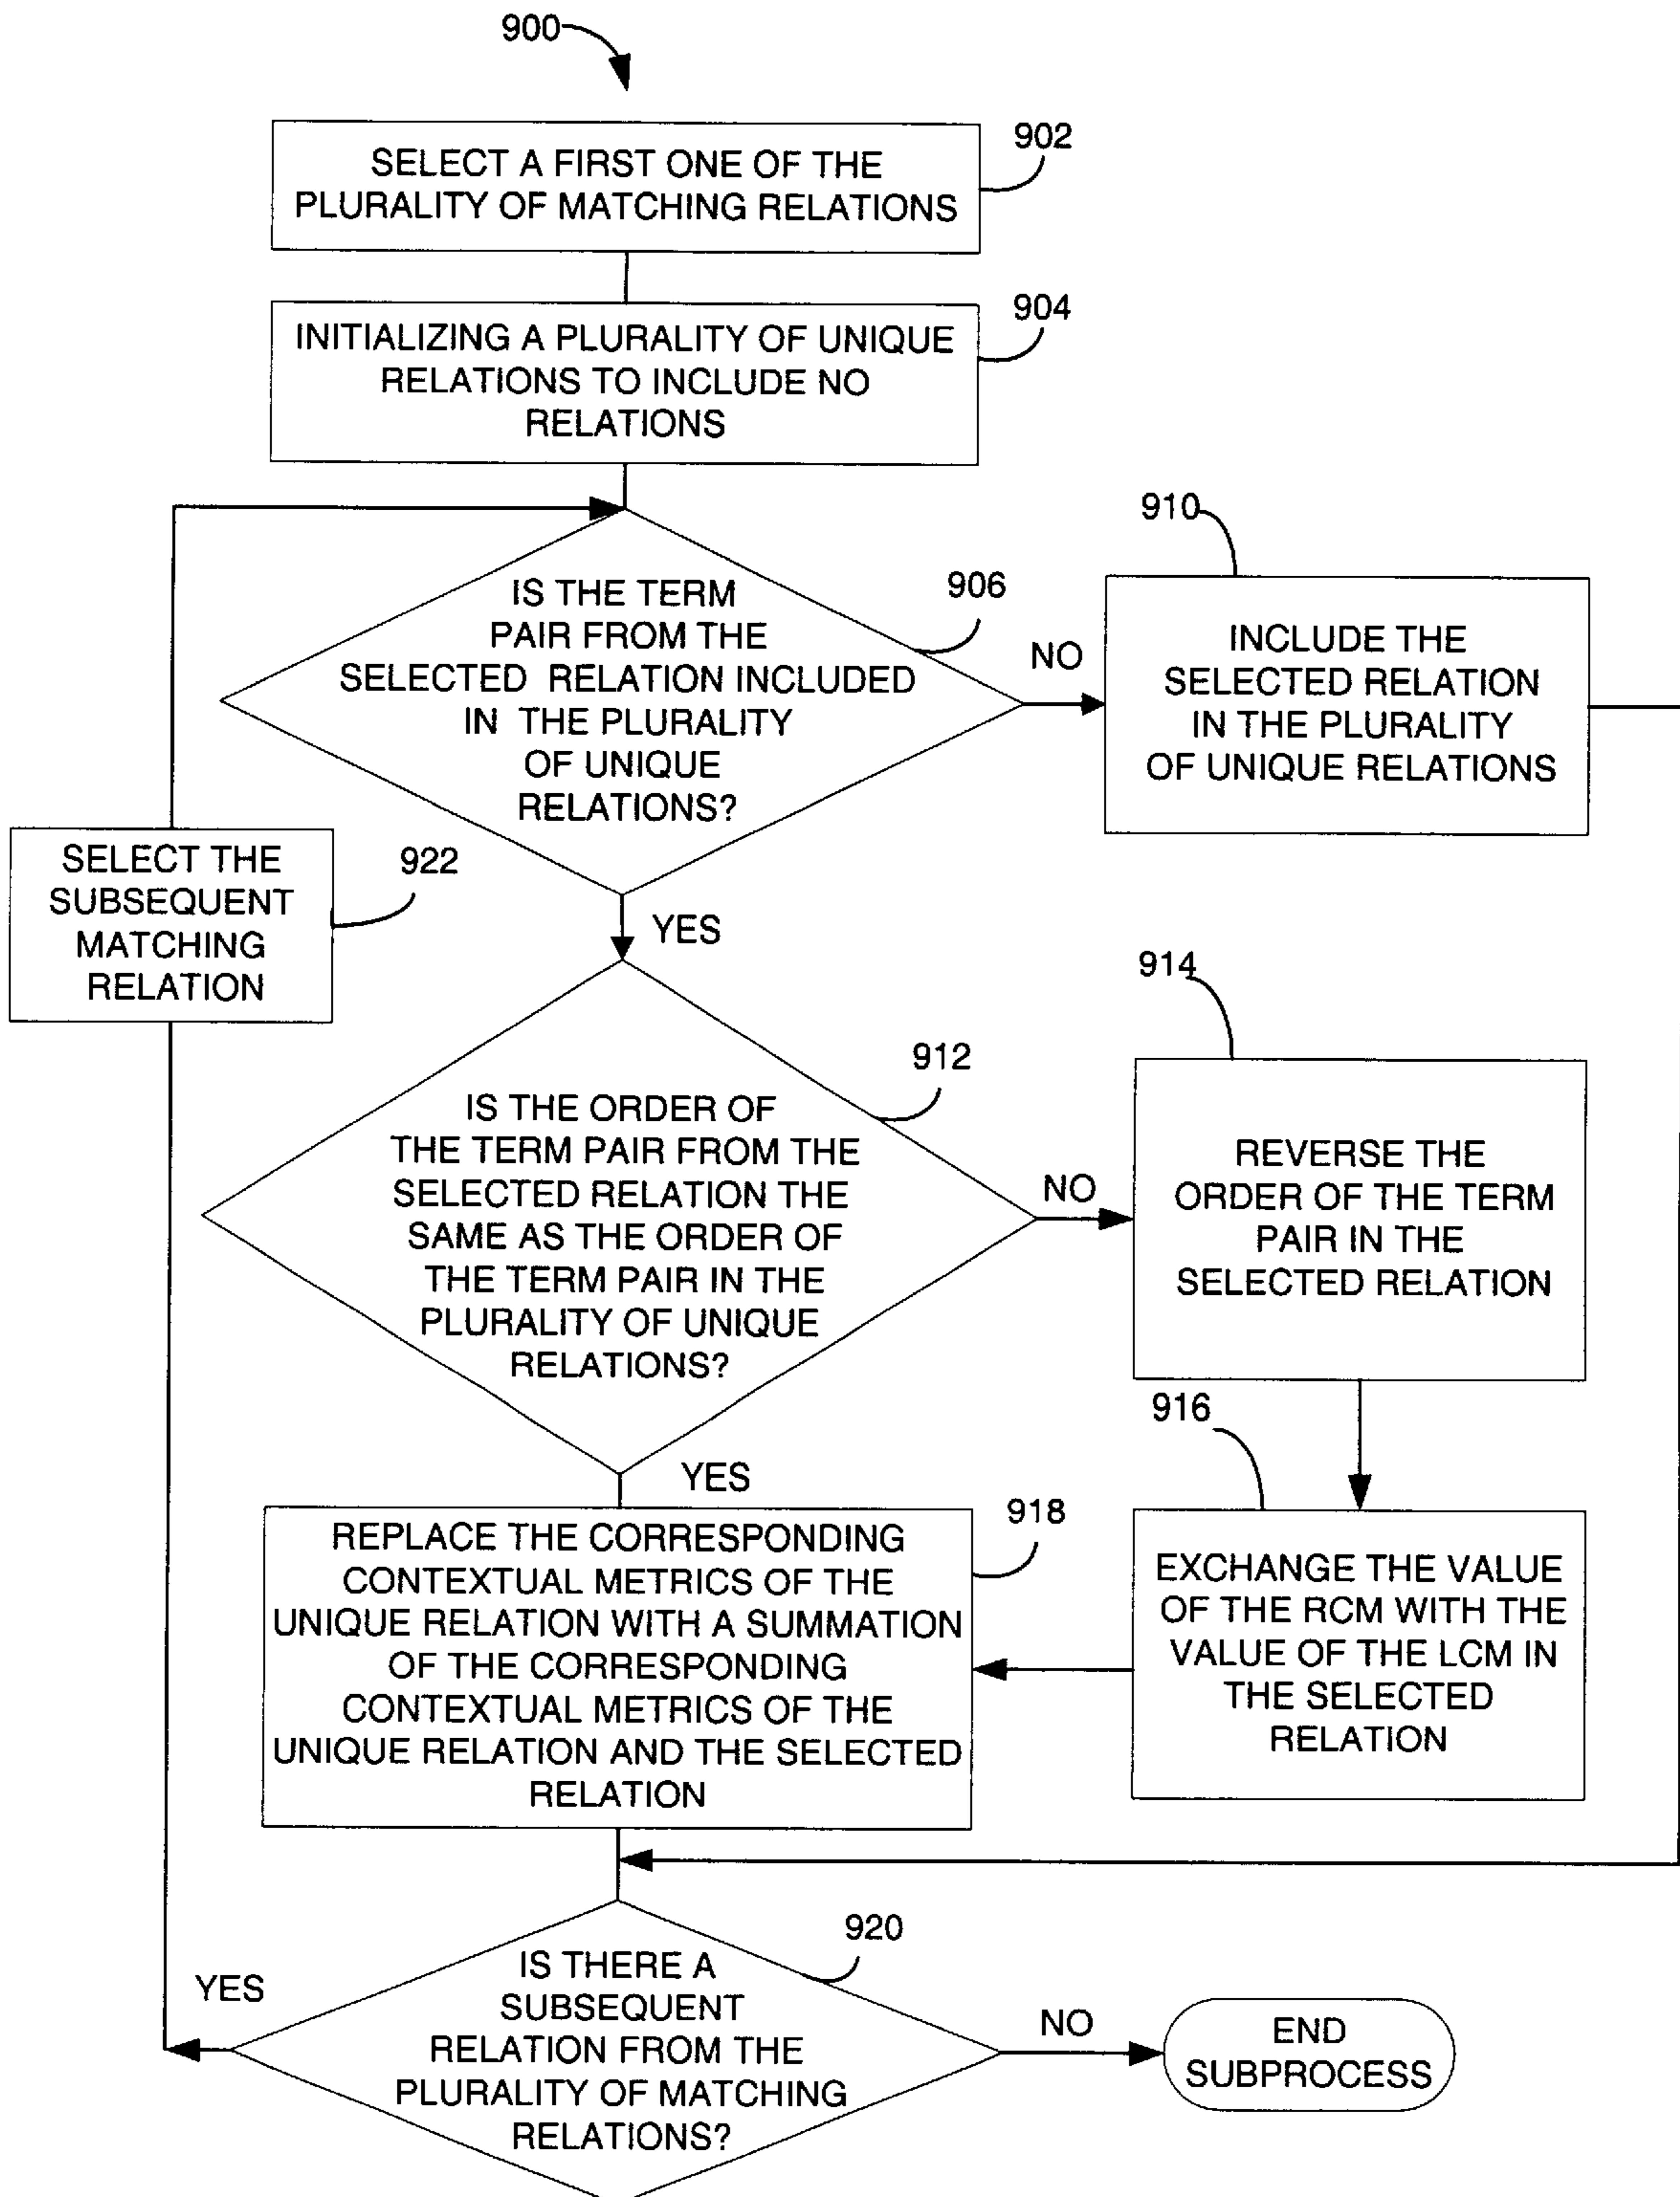 900
902
SELECT A FIRST ONE OF THE
PLURALITY OF MATCHING RELATIONS
904
INITIALIZING A PLURALITY OF UNIQUE
RELATIONS TO INCLUDE NO
RELATIONS
906
IS THE TERM
PAIR FROM THE
SELECTED RELATION INCLUDED
IN THE PLURALITY
OF UNIQUE
RELATIONS?
NO
910
INCLUDE THE
SELECTED RELATION
IN THE PLURALITY
OF UNIQUE RELATIONS
SELECT THE
SUBSEQUENT
MATCHING
RELATION
922
YES
912
IS THE ORDER OF
THE TERM PAIR FROM THE
SELECTED RELATION THE
SAME AS THE ORDER OF
THE TERM PAIR IN THE
PLURALITY OF UNIQUE
RELATIONS?
NO
914
REVERSE THE
ORDER OF THE TERM
PAIR IN THE
SELECTED RELATION
916
EXCHANGE THE VALUE
OF THE RCM WITH THE
VALUE OF THE LCM IN
THE SELECTED
RELATION
YES
918
REPLACE THE CORRESPONDING
CONTEXTUAL METRICS OF THE
UNIQUE RELATION WITH A SUMMATION
OF THE CORRESPONDING
CONTEXTUAL METRICS OF THE
UNIQUE RELATION AND THE SELECTED
RELATION
920
IS THERE A
SUBSEQUENT
RELATION FROM THE
PLURALITY OF MATCHING
RELATIONS?
YES
NO
END
SUBPROCESS